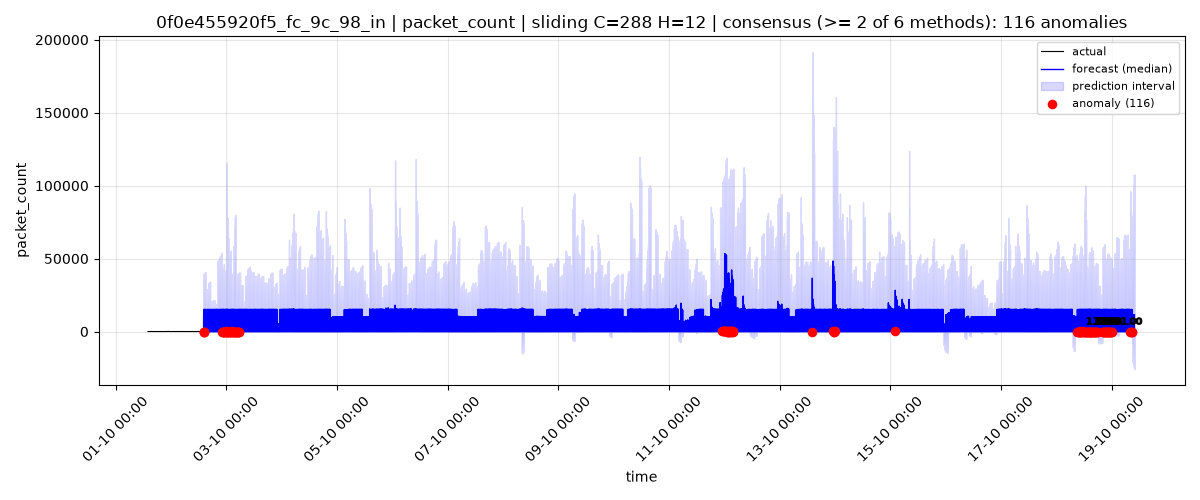 0f0e455920f5_fc_9c_98_in | packet_count | sliding C=288 H=12 | consensus (>= 2 of 6 methods): 116 anomalies
200000
150000
100000
50000
0
packet_count
actual
forecast (median)
prediction interval
anomaly (116)
01-10 00:00
03-10 00:00
05-10 00:00
07-10 00:00
09-10 00:00
11-10 00:00
13-10 00:00
15-10 00:00
17-10 00:00
19-10 00:00
time